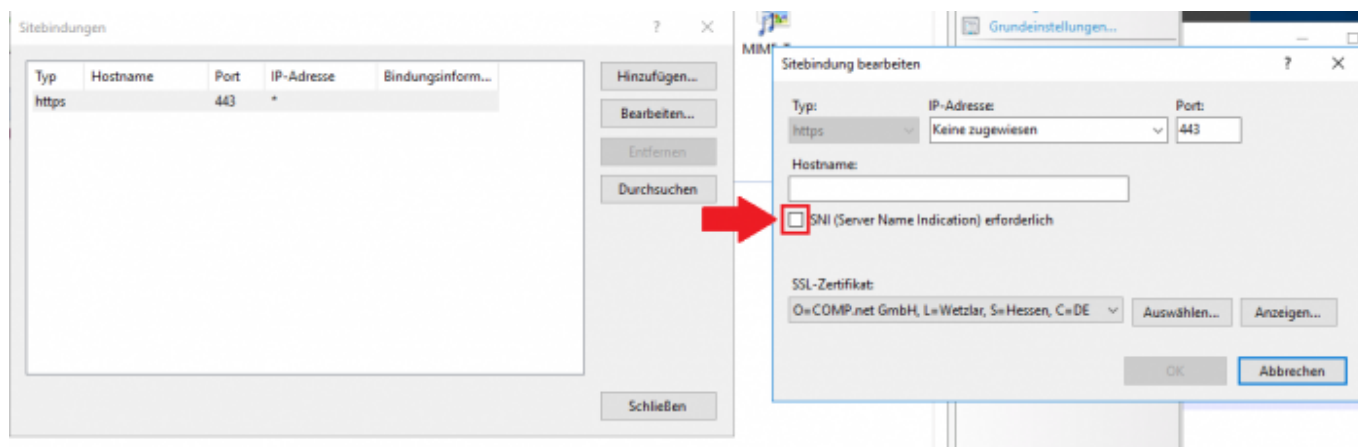 Sitebindungen
Typ Hostname Port IP-Adresse Bindungsinform...
https 443 *
Hinzufügen...
Bearbeiten...
Entfernen
Durchsuchen
Schließen
Grundeinstellungen...
Sitebindung bearbeiten
Typ: IP-Adresse: Port:
https Keine zugewiesen 443
Hostname:
SNI (Server Name Indication) erforderlich
SSL-Zertifikat:
O=COMP.net GmbH, L=Wetzlar, S=Hessen, C=DE Auswählen... Anzeigen...
OK Abbrechen